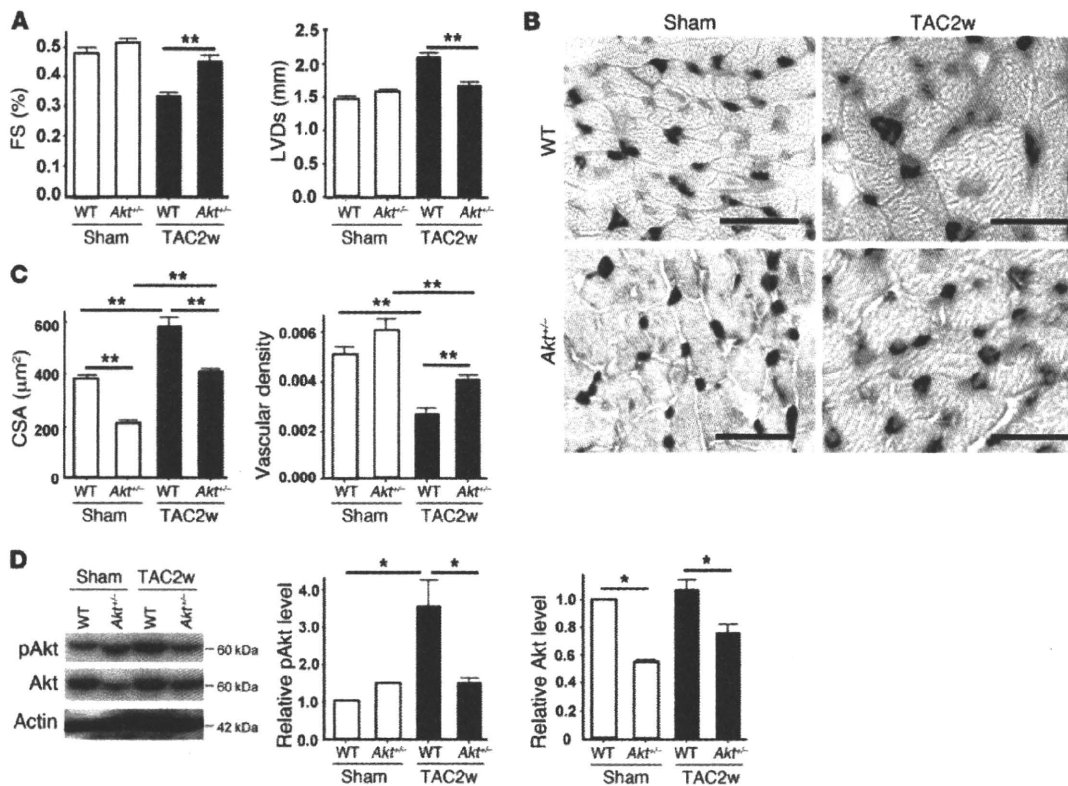 A
FS (%)
0.5
0.4
0.3
0.2
0.1
0.0
**
WT Akt+/- WT Akt+/-
Sham TAC2w
LVDs (mm)
2.5
2.0
1.5
1.0
0.5
0.0
**
WT Akt+/- WT Akt+/-
Sham TAC2w
B
Sham TAC2w
WT
Akt+/-
C
CSA (μm²)
600
400
200
0
**
** **
**
WT Akt+/- WT Akt+/-
Sham TAC2w
Vascular density
0.006
0.004
0.002
0.000
**
**
**
WT Akt+/- WT Akt+/-
Sham TAC2w
D
Sham TAC2w
WT Akt+/- WT Akt+/-
pAkt 60 kDa
Akt 60 kDa
Actin 42 kDa
Relative pAkt level
4.0
3.0
2.0
1.0
0.0
* *
WT Akt+/- WT Akt+/-
Sham TAC2w
Relative Akt level
1.0
0.8
0.6
0.4
0.2
0
* *
WT Akt+/- WT Akt+/-
Sham TAC2w